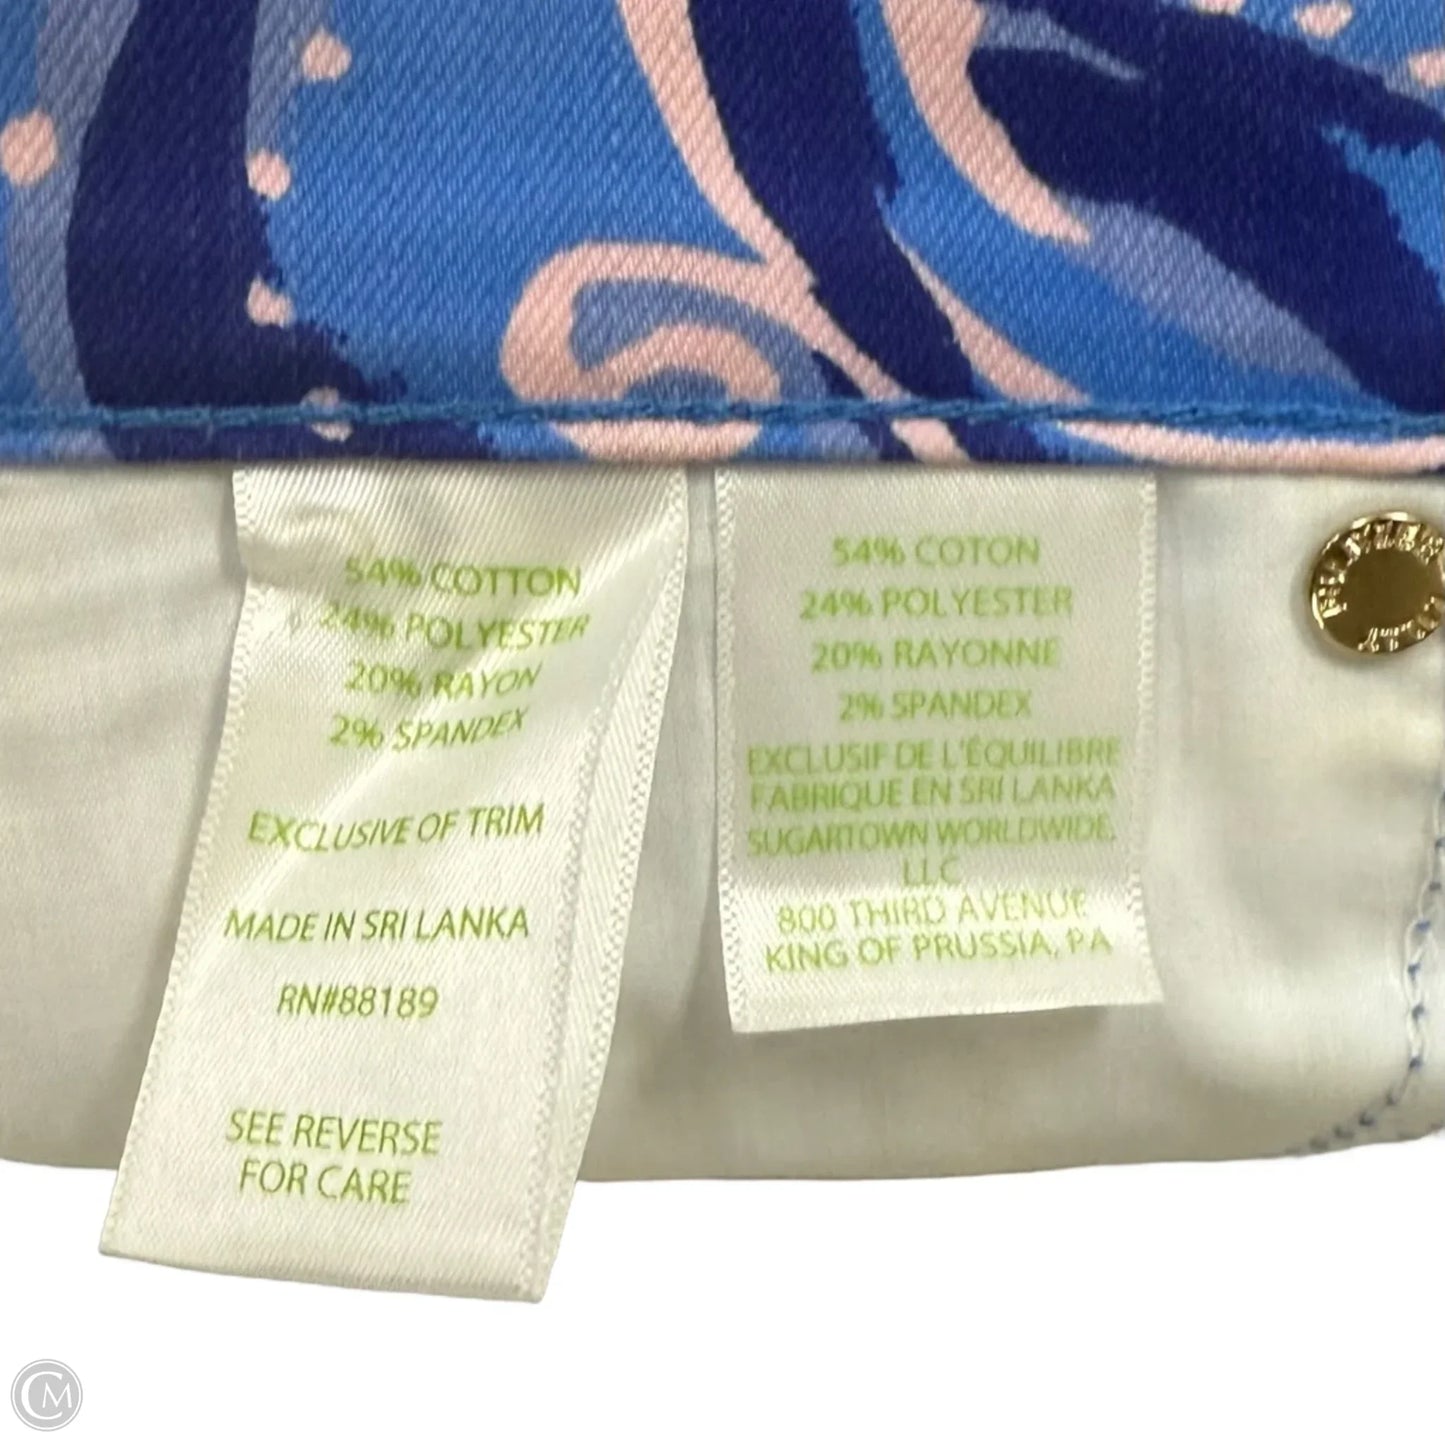 54% COTTON
24% POLYESTER
20% RAYON
2% SPANDEX
EXCLUSIVE OF TRIM
MADE IN SRI LANKA
RN#88189
SEE REVERSE
FOR CARE
54% COTON
24% POLYESTER
20% RAYONNE
2% SPANDEX
EXCLUSIF DE L'ÉQUILIBRE
FABRIQUE EN SRI LANKA
SUGARTOWN WORLDWIDE,
LLC
800 THIRD AVENUE
KING OF PRUSSIA, PA
CM